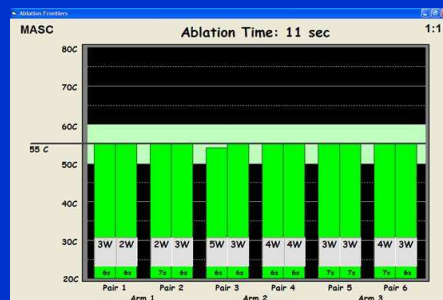 Ablation Frontiers
MASC Ablation Time: 11 sec 1:1
80C
70C
60C
55 C
50C
40C
30C 3W 2W 2W 3W 5W 3W 4W 4W 3W 3W 4W 3W
20C 6s 6s 7s 7s 6s 6s 6s 6s 7s 7s 7s 6s
Pair 1 Pair 2 Pair 3 Pair 4 Pair 5 Pair 6
Arm 1 Arm 2 Arm 3